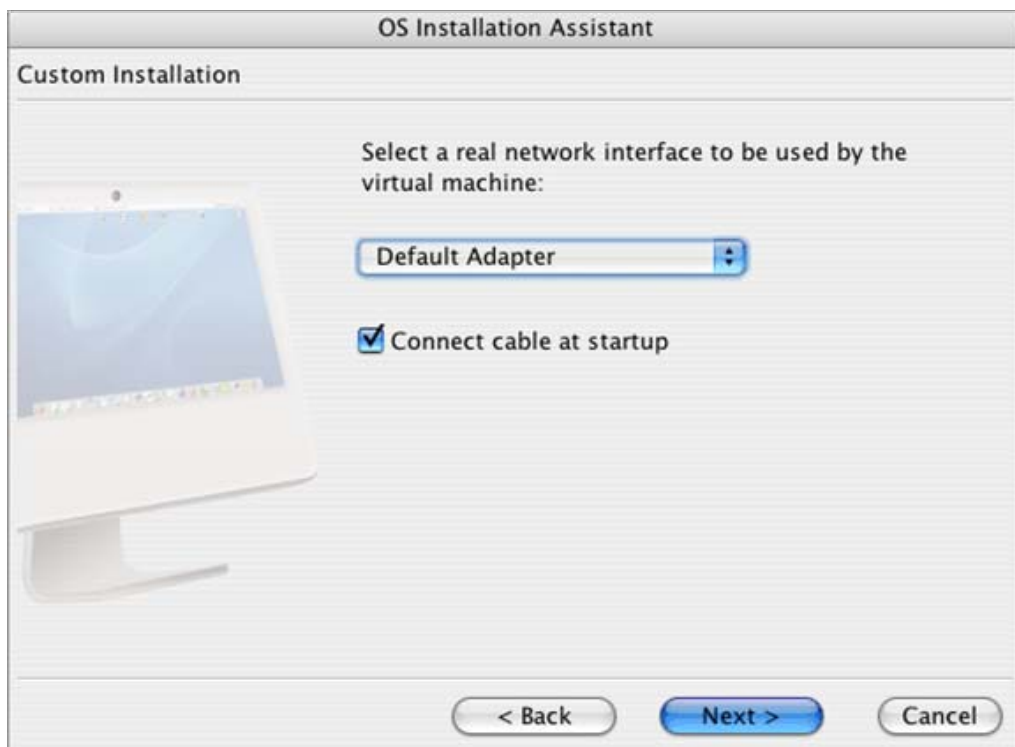 OS Installation Assistant
Custom Installation
Select a real network interface to be used by the
virtual machine:
Default Adapter
Connect cable at startup
< Back
Next >
Cancel